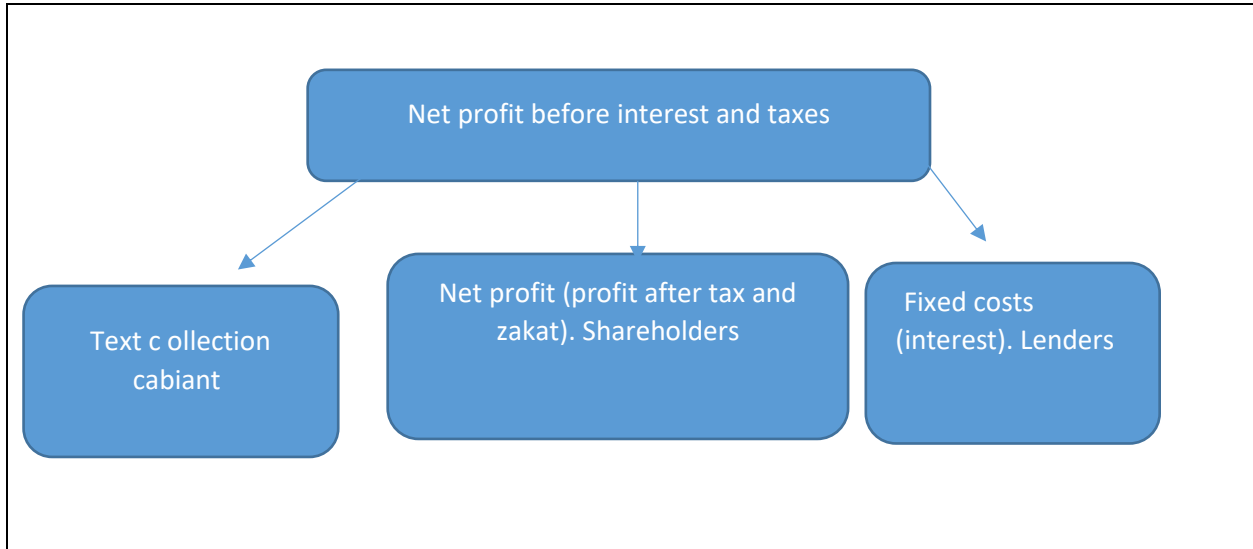 Net profit before interest and taxes
Text c ollection
cabiant
Net profit (profit after tax and
zakat). Shareholders
Fixed costs
(interest). Lenders